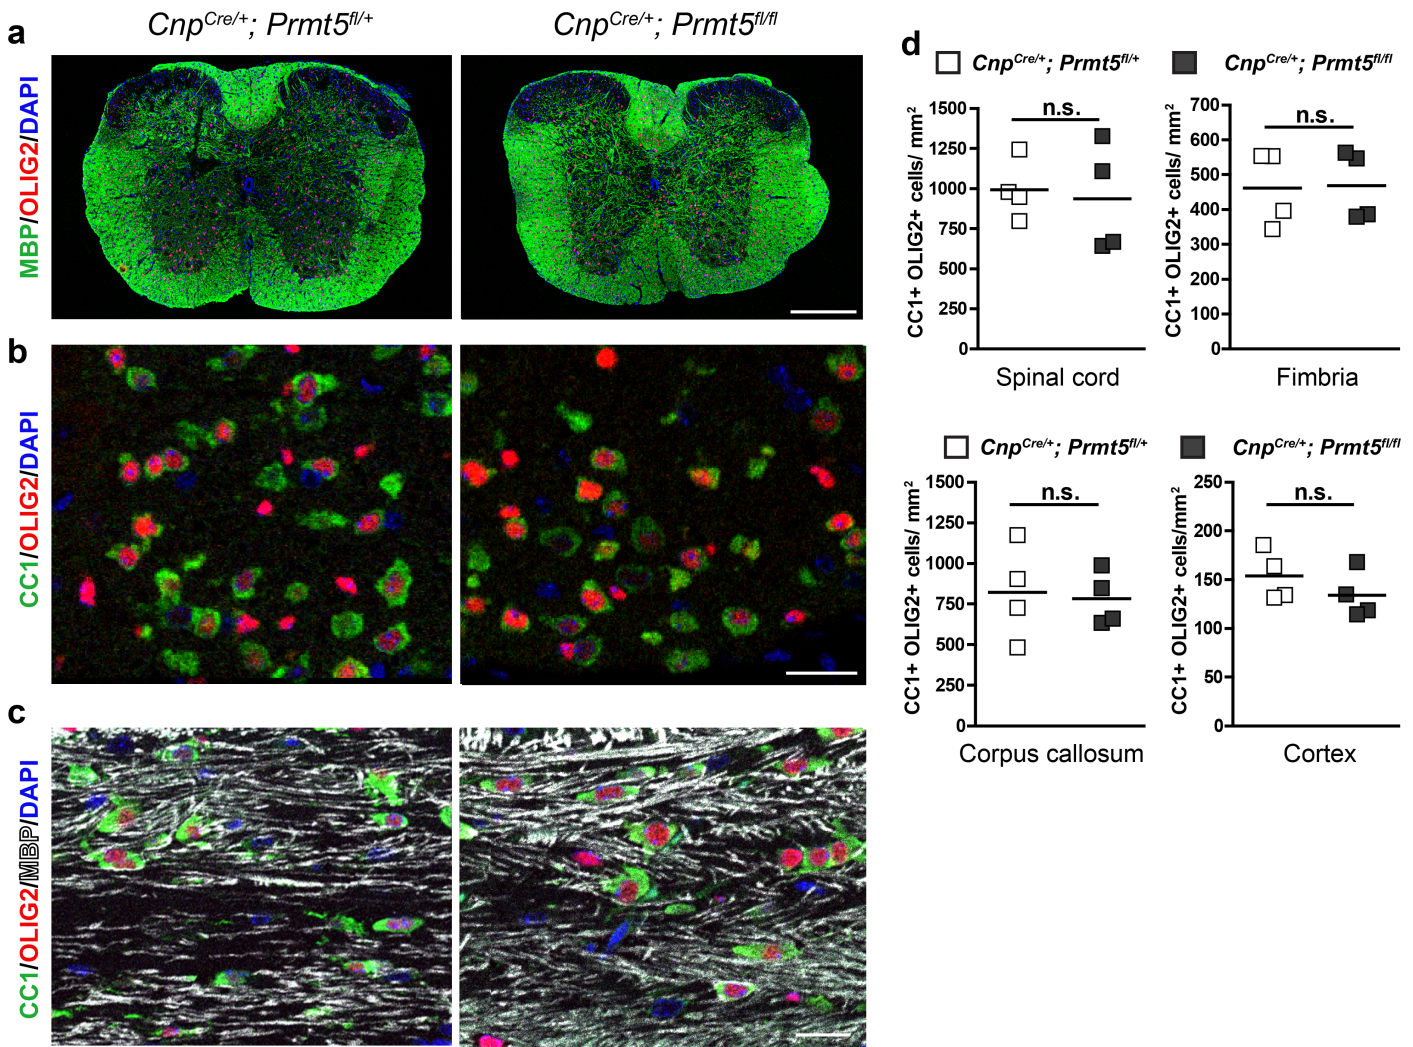 a
Cnp^Cre/+; Prmt5^fl/+
Cnp^Cre/+; Prmt5^fl/fl
MBP/OLIG2/DAPI
b
CC1/OLIG2/DAPI
c
CC1/OLIG2/MBP/DAPI
d
Cnp^Cre/+; Prmt5^fl/+
Cnp^Cre/+; Prmt5^fl/fl
CC1+ OLIG2+ cells/ mm²
1500
1250
1000
750
500
250
0
n.s.
Spinal cord
CC1+ OLIG2+ cells/ mm²
700
600
500
400
300
200
100
0
n.s.
Fimbria
Cnp^Cre/+; Prmt5^fl/+
Cnp^Cre/+; Prmt5^fl/fl
CC1+ OLIG2+ cells/ mm²
1500
1250
1000
750
500
250
0
n.s.
Corpus callosum
CC1+ OLIG2+ cells/mm²
250
200
150
100
50
0
n.s.
Cortex